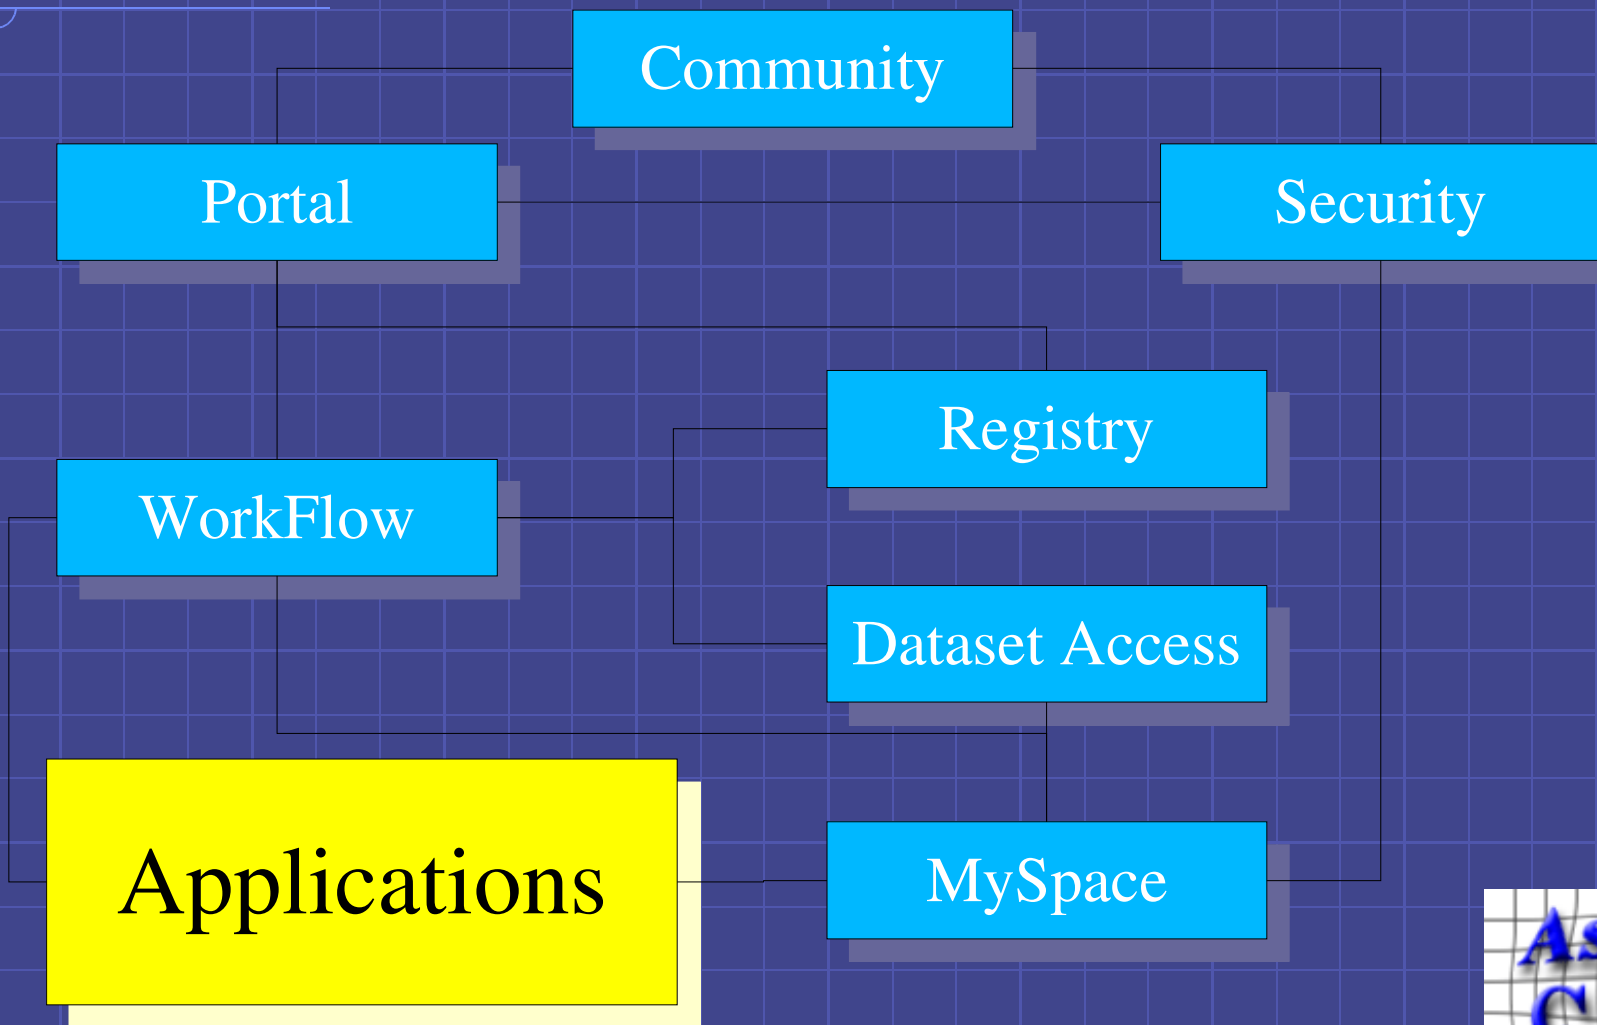 Community
Portal
Security
Registry
WorkFlow
Dataset Access
Applications
MySpace